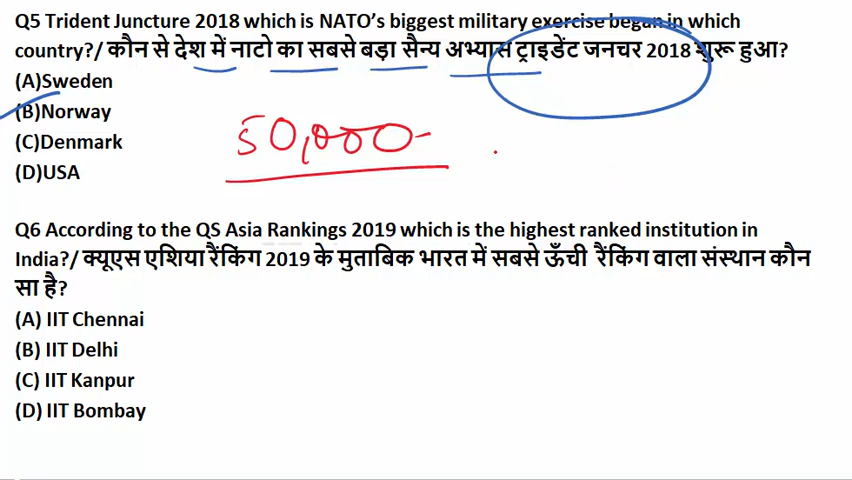 Q5 Trident Juncture 2018 which is NATO’s biggest military exercise began in which
country?/ कौन से देश में नाटो का सबसे बड़ा सैन्य अभ्यास ट्राइडेंट जनचर 2018 शुरू हुआ?
(A)Sweden
(B)Norway
(C)Denmark
50,000
(D)USA
Q6 According to the QS Asia Rankings 2019 which is the highest ranked institution in
India?/ क्यूएस एशिया रैंकिंग 2019 के मुताबिक भारत में सबसे ऊँची रैंकिंग वाला संस्थान कौन
सा है?
(A) IIT Chennai
(B) IIT Delhi
(C) IIT Kanpur
(D) IIT Bombay